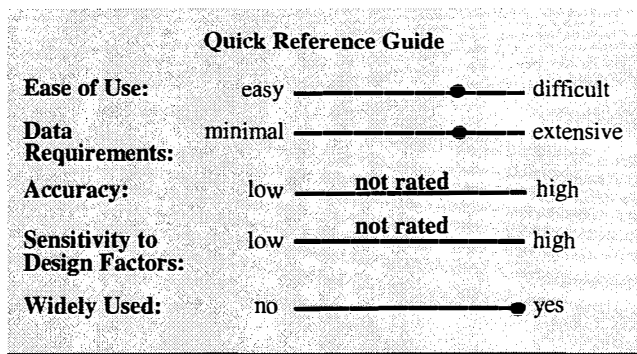 Quick Reference Guide
Ease of Use: easy difficult
Data
Requirements: minimal extensive
Accuracy: low not rated high
Sensitivity to
Design Factors: low not rated high
Widely Used: no yes